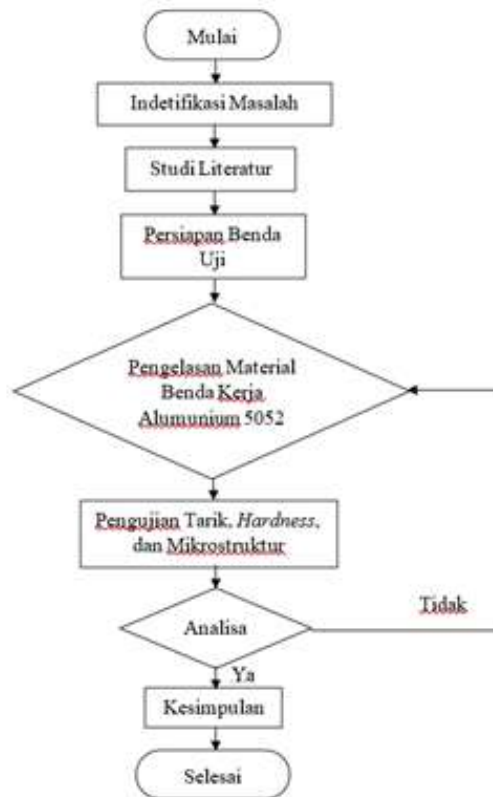 Mulai
Indetifikasi Masalah
Studi Literatur
Persiapan Benda
Uji
Pengelasan Material
Benda Kerja
Alumunium 5052
Pengujian Tarik, Hardness,
dan Mikrostruktur
Analisa
Tidak
Ya
Kesimpulan
Selesai